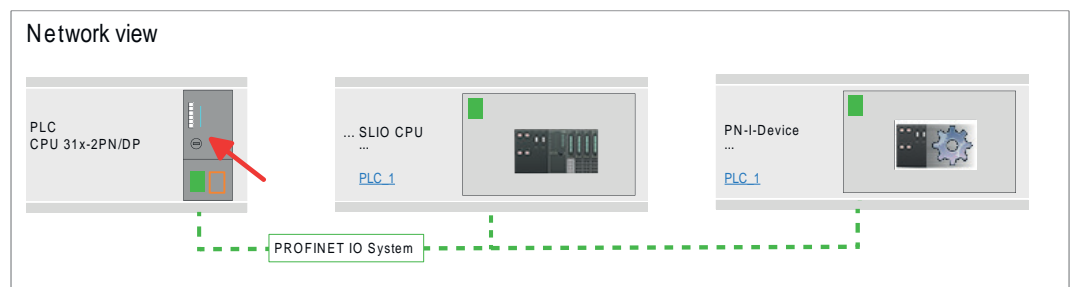 Network view
PLC
CPU 31x-2PN/DP
... SLIO CPU
...
PLC_1
PN-I-Device
...
PLC_1
PROFINET IO System